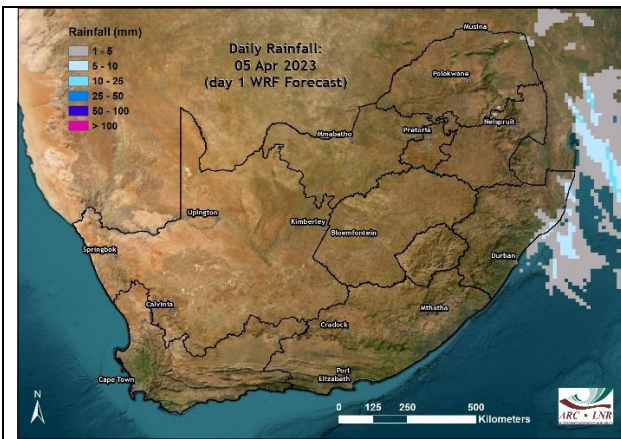 Rainfall (mm)
1 - 5
5 - 10
10 - 25
25 - 50
50 - 100
> 100
Daily Rainfall:
05 Apr 2023
(day 1 WRF Forecast)
Musina
Polokwane
Nelspruit
Pretoria
Mmabatho
Upington
Kimberley
Bloemfontein
Springbok
Durban
Calvinia
Mthatha
Cradock
Port
Elizabeth
Cape Town
N
0 125 250 500
Kilometers
ARC • LNR